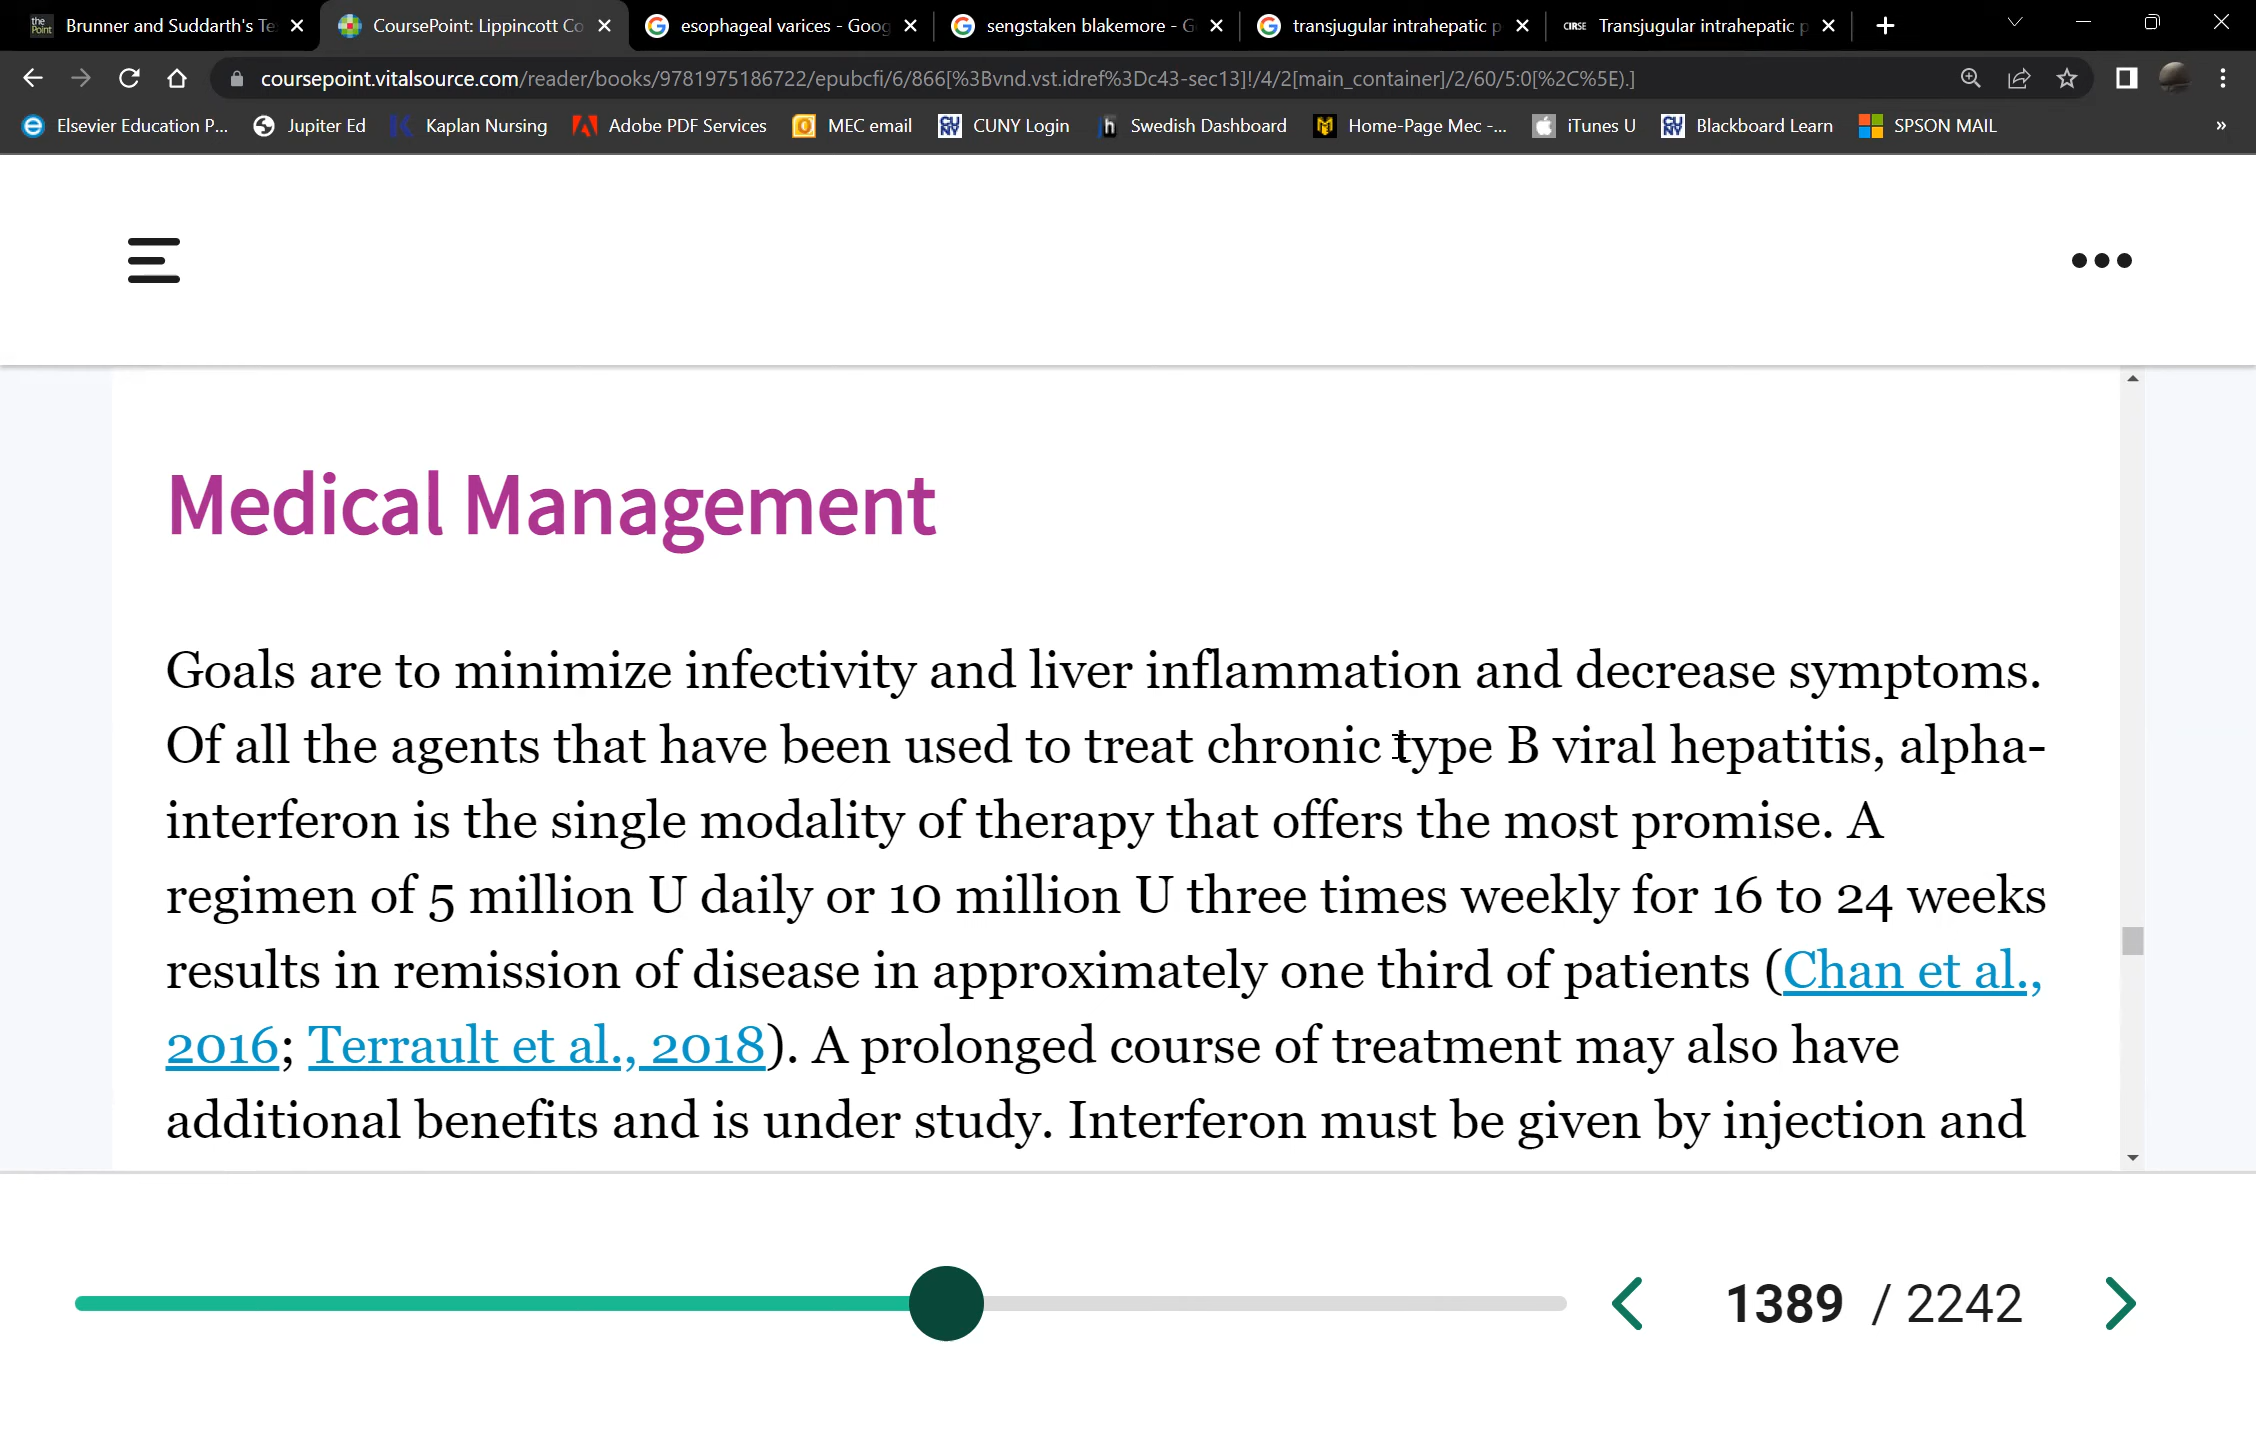 Brunner and Suddarth's Te
CoursePoint: Lippincott Co
esophageal varices - Goog
sengstaken blakemore - G
transjugular intrahepatic p
CIRSE Transjugular intrahepatic p
coursepoint.vitalsource.com/reader/books/9781975186722/epubcfi/6/866[%3Bvnd.vst.idref%3Dc43-sec13]!/4/2[main_container]/2/60/5:0[%2C%5E).]
Elsevier Education P...
Jupiter Ed
Kaplan Nursing
Adobe PDF Services
MEC email
CUNY Login
Swedish Dashboard
Home-Page Mec -...
iTunes U
Blackboard Learn
SPSON MAIL
»
Medical Management
Goals are to minimize infectivity and liver inflammation and decrease symptoms.
Of all the agents that have been used to treat chronic type B viral hepatitis, alpha-
interferon is the single modality of therapy that offers the most promise. A
regimen of 5 million U daily or 10 million U three times weekly for 16 to 24 weeks
results in remission of disease in approximately one third of patients (Chan et al.,
2016; Terrault et al., 2018). A prolonged course of treatment may also have
additional benefits and is under study. Interferon must be given by injection and
1389 / 2242